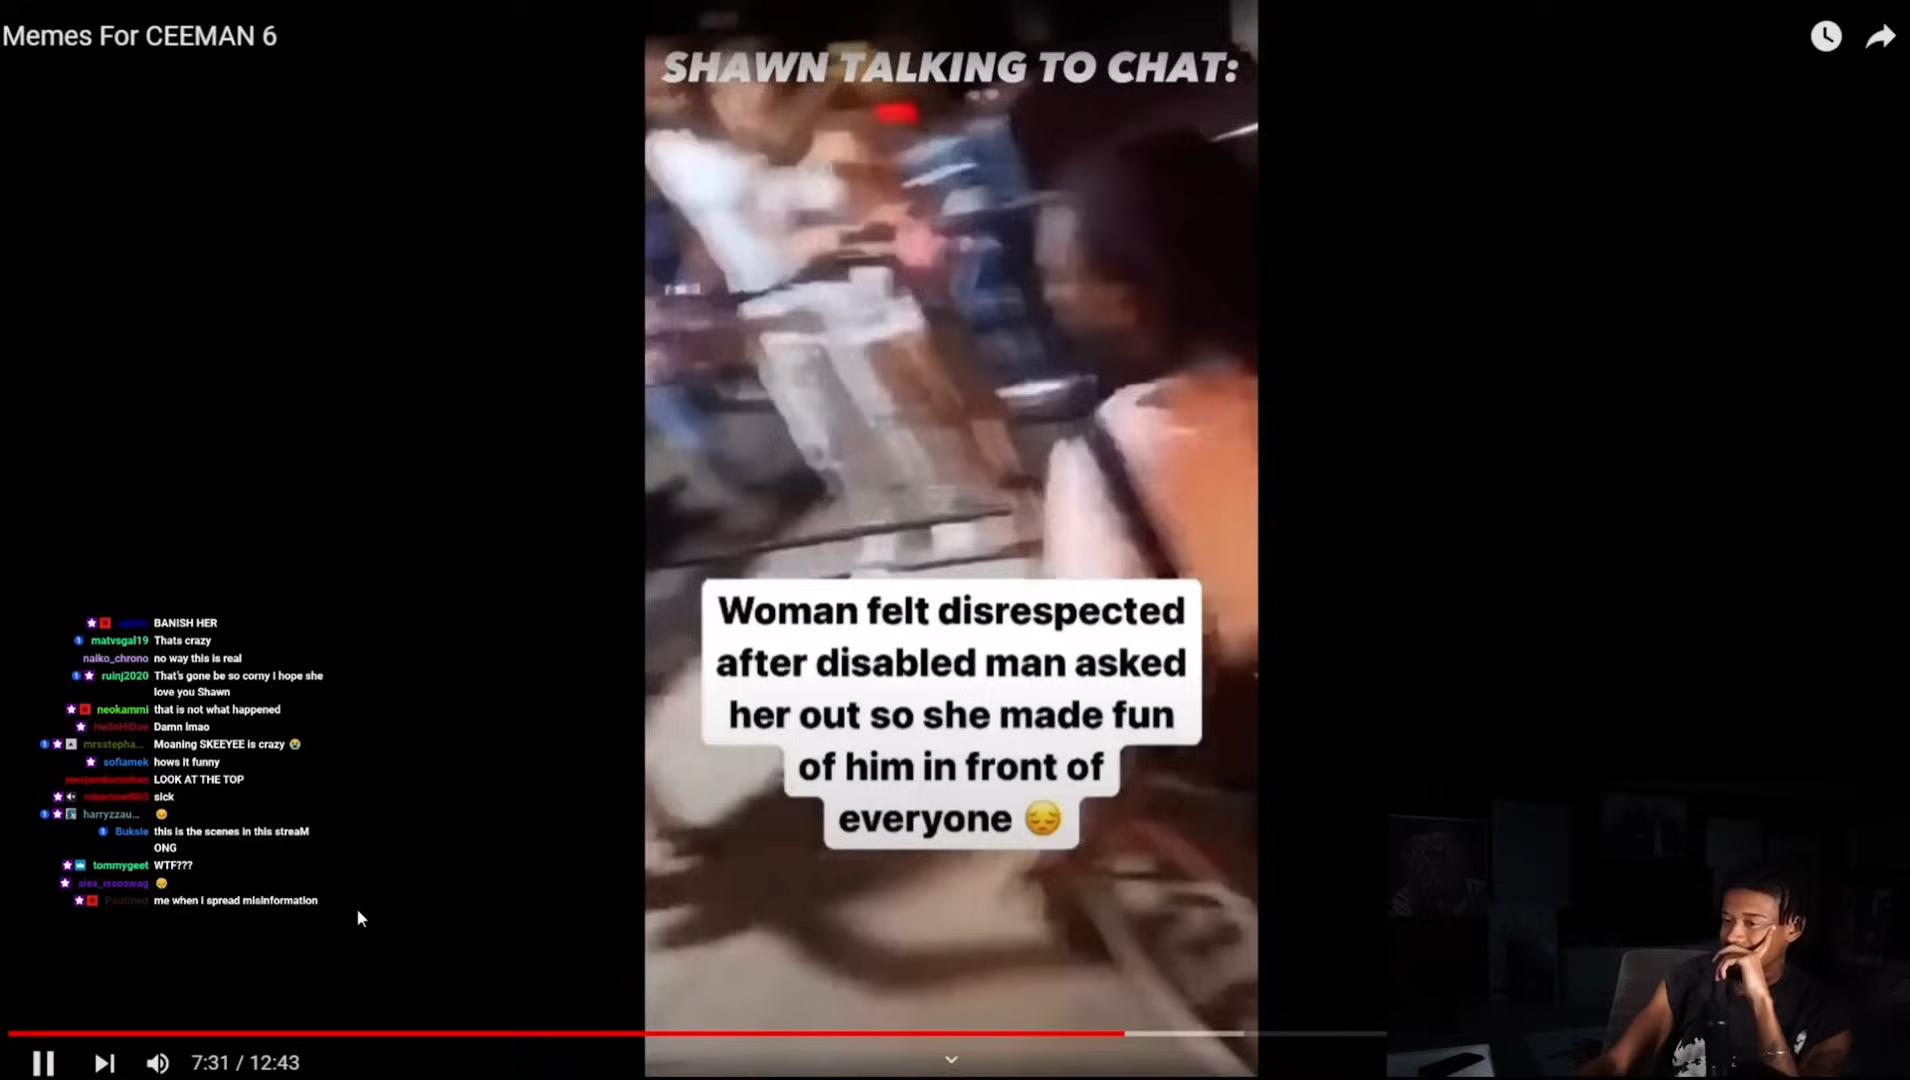 Memes For CEEMAN 6
SHAWN TALKING TO CHAT:
Woman felt disrespected
after disabled man asked
her out so she made fun
of him in front of
everyone 😔
BANISH HER
matvsgal19 Thats crazy
naiko_chrono no way this is real
ruinj2020 That's gone be so corny I hope she
love you Shawn
neokammi that is not what happened
HelloHiDoe Damn lmao
mrsstepha... Moaning SKEEYEE is crazy 😭
sofiamek hows it funny
LOOK AT THE TOP
sick
harryzzau... 😔
Buksie this is the scenes in this streaM
ONG
tommygeet WTF???
alex_issoswag 😔
Poutined me when I spread misinformation
7:31 / 12:43